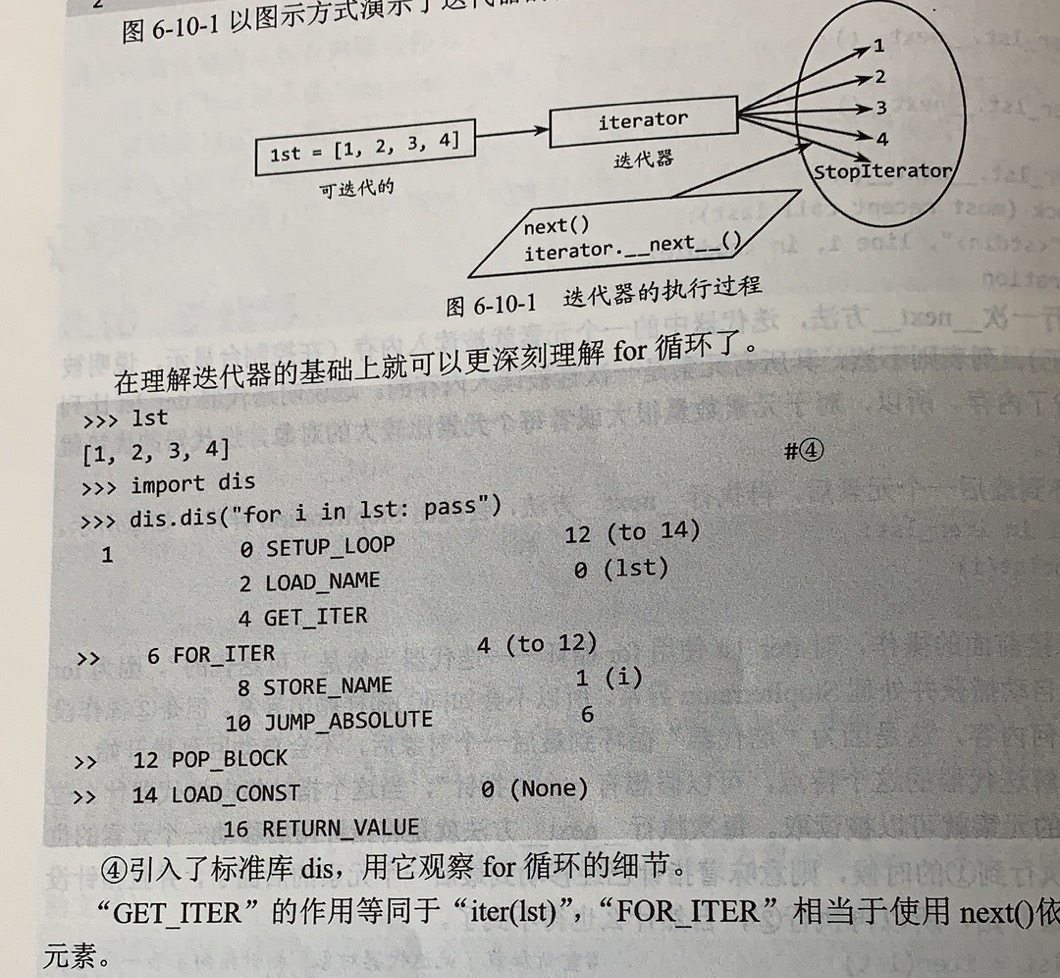 2
图 6-10-1 以图示方式演示了迭代器
lst = [1, 2, 3, 4]
可迭代的
iterator
迭代器
1
2
3
4
StopIterator
next()
iterator.__next__()
图 6-10-1 迭代器的执行过程
在理解迭代器的基础上就可以更深刻理解 for 循环了。
>>> lst
[1, 2, 3, 4]
>>> import dis #④
>>> dis.dis("for i in lst: pass")
1 0 SETUP_LOOP 12 (to 14)
2 LOAD_NAME 0 (lst)
4 GET_ITER
>> 6 FOR_ITER 4 (to 12)
8 STORE_NAME 1 (i)
10 JUMP_ABSOLUTE 6
>> 12 POP_BLOCK
>> 14 LOAD_CONST 0 (None)
16 RETURN_VALUE
④引入了标准库 dis，用它观察 for 循环的细节。
“GET_ITER”的作用等同于“iter(lst)”，“FOR_ITER”相当于使用 next()依
元素。